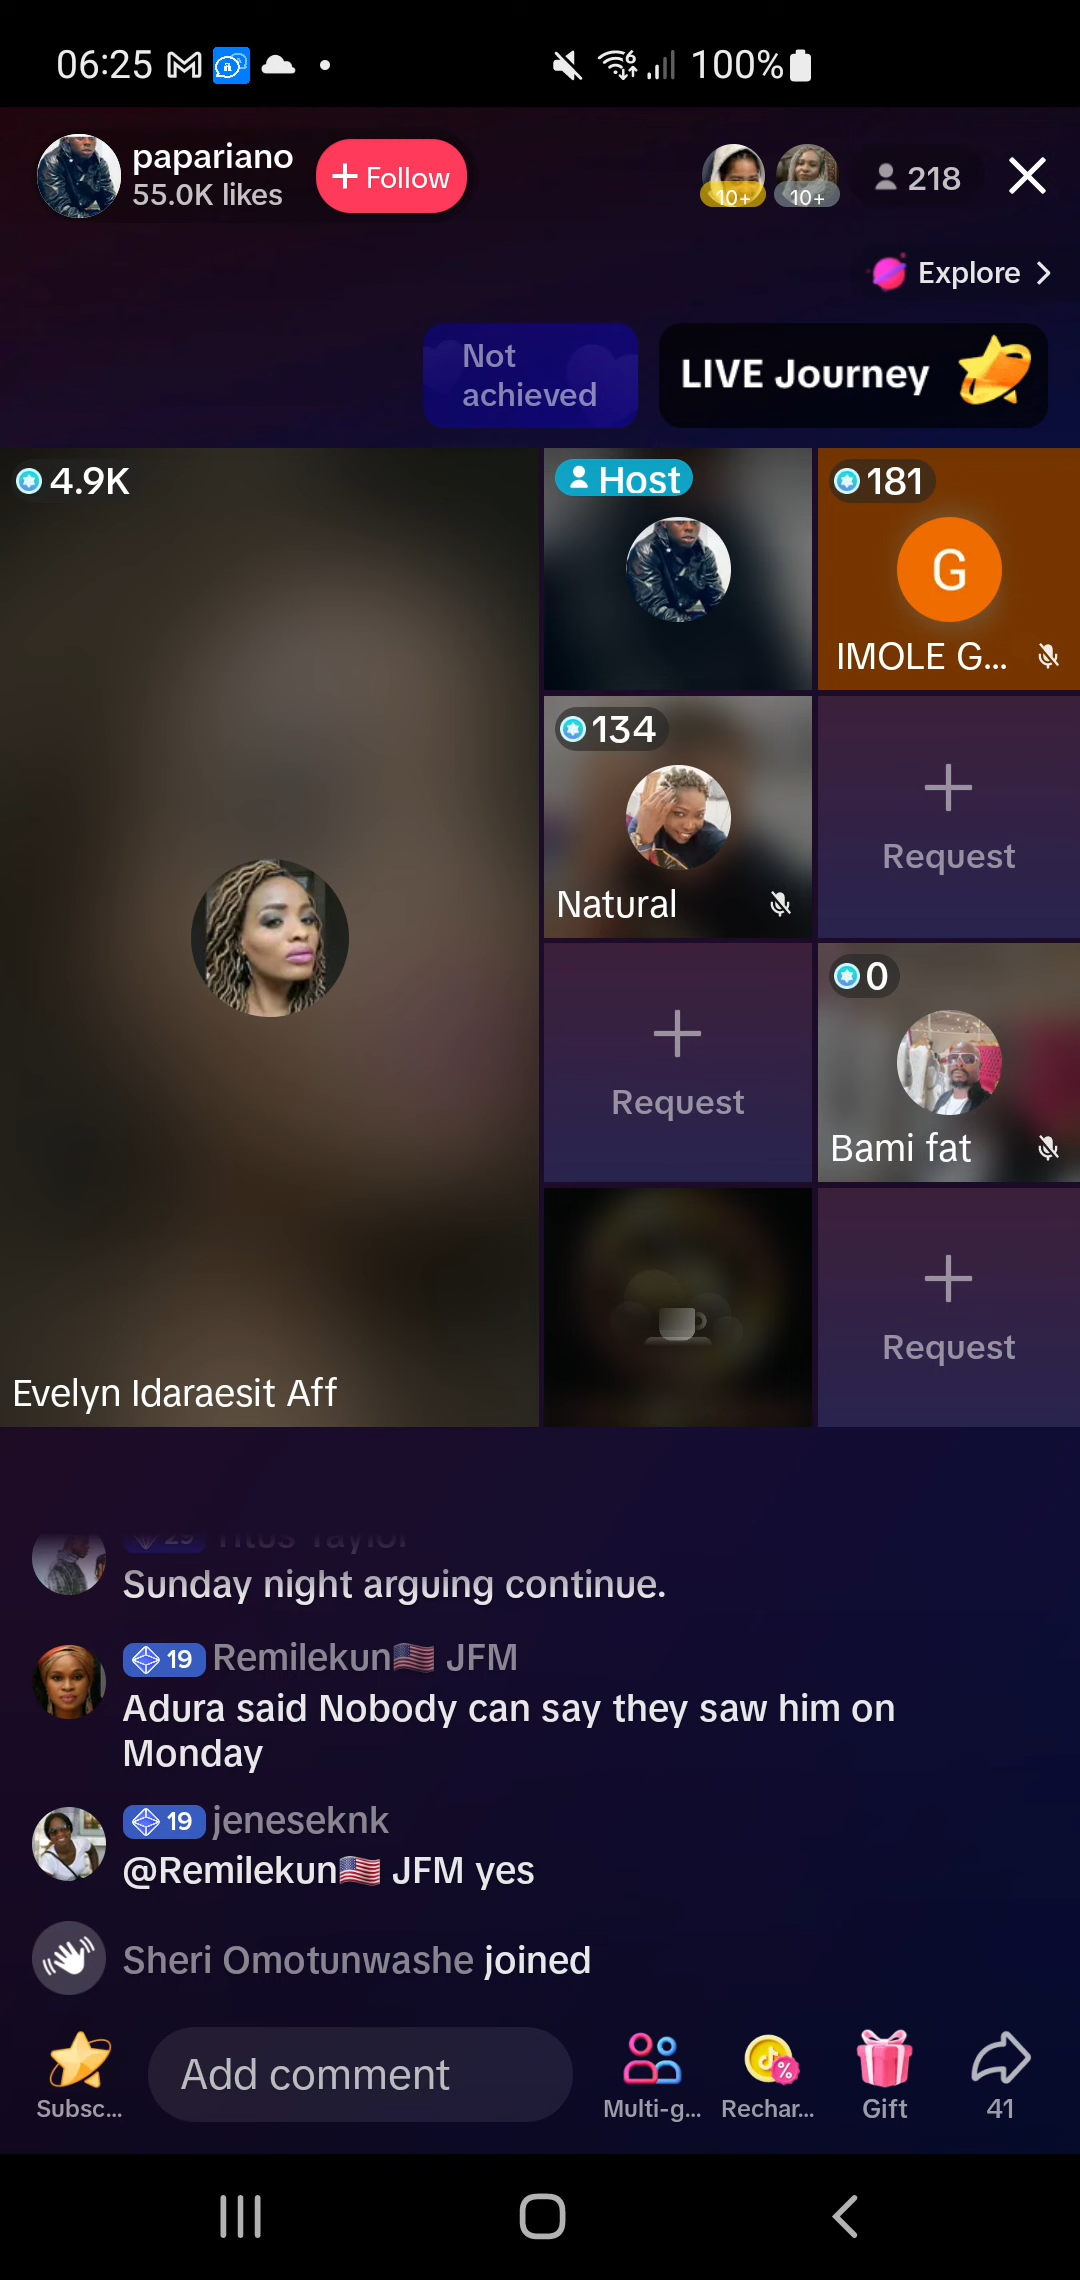 06:25
100%
papariano
55.0K likes
+ Follow
10+
10+
218
Explore
Not
achieved
LIVE Journey
4.9K
Host
181
G
IMOLE G...
134
Natural
Request
Request
0
Bami fat
Request
Evelyn Idaraesit Aff
29 Titus Taylor
Sunday night arguing continue.
19 Remilekun🇺🇸 JFM
Adura said Nobody can say they saw him on
Monday
19 jeneseknk
@Remilekun🇺🇸 JFM yes
Sheri Omotunwashe joined
Add comment
Subsc...
Multi-g...
Rechar...
Gift
41